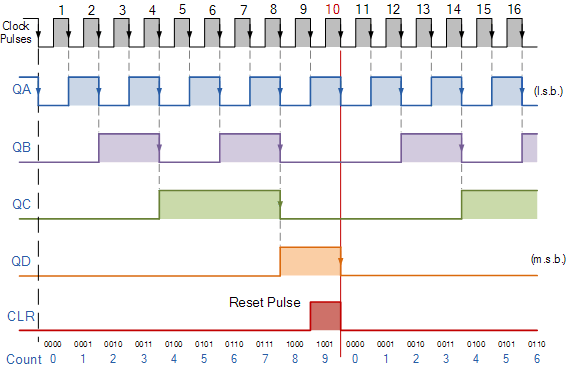 1 2 3 4 5 6 7 8 9 10 11 12 13 14 15 16
Clock
Pulses
QA
(l.s.b.)
QB
QC
QD
(m.s.b.)
Reset Pulse
CLR
0000 0001 0010 0011 0100 0101 0110 0111 1000 1001 0000 0001 0010 0011 0100 0101 0110
Count 0 1 2 3 4 5 6 7 8 9 0 1 2 3 4 5 6